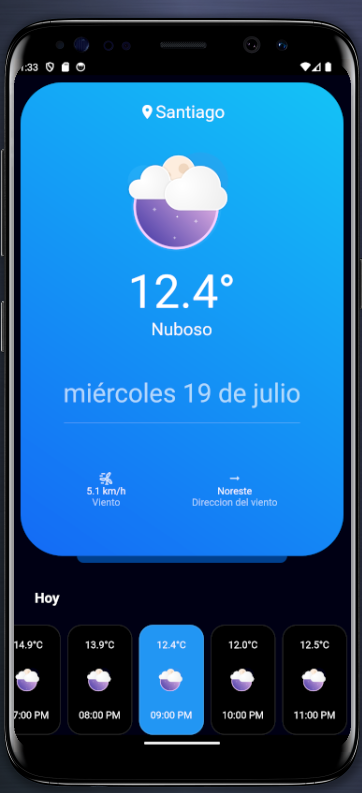 :33
Santiago
12.4°
Nuboso
miércoles 19 de julio
5.1 km/h Noreste
Viento Direccion del viento
Hoy
14.9°C 13.9°C 12.4°C 12.0°C 12.5°C
7:00 PM 08:00 PM 09:00 PM 10:00 PM 11:00 PM